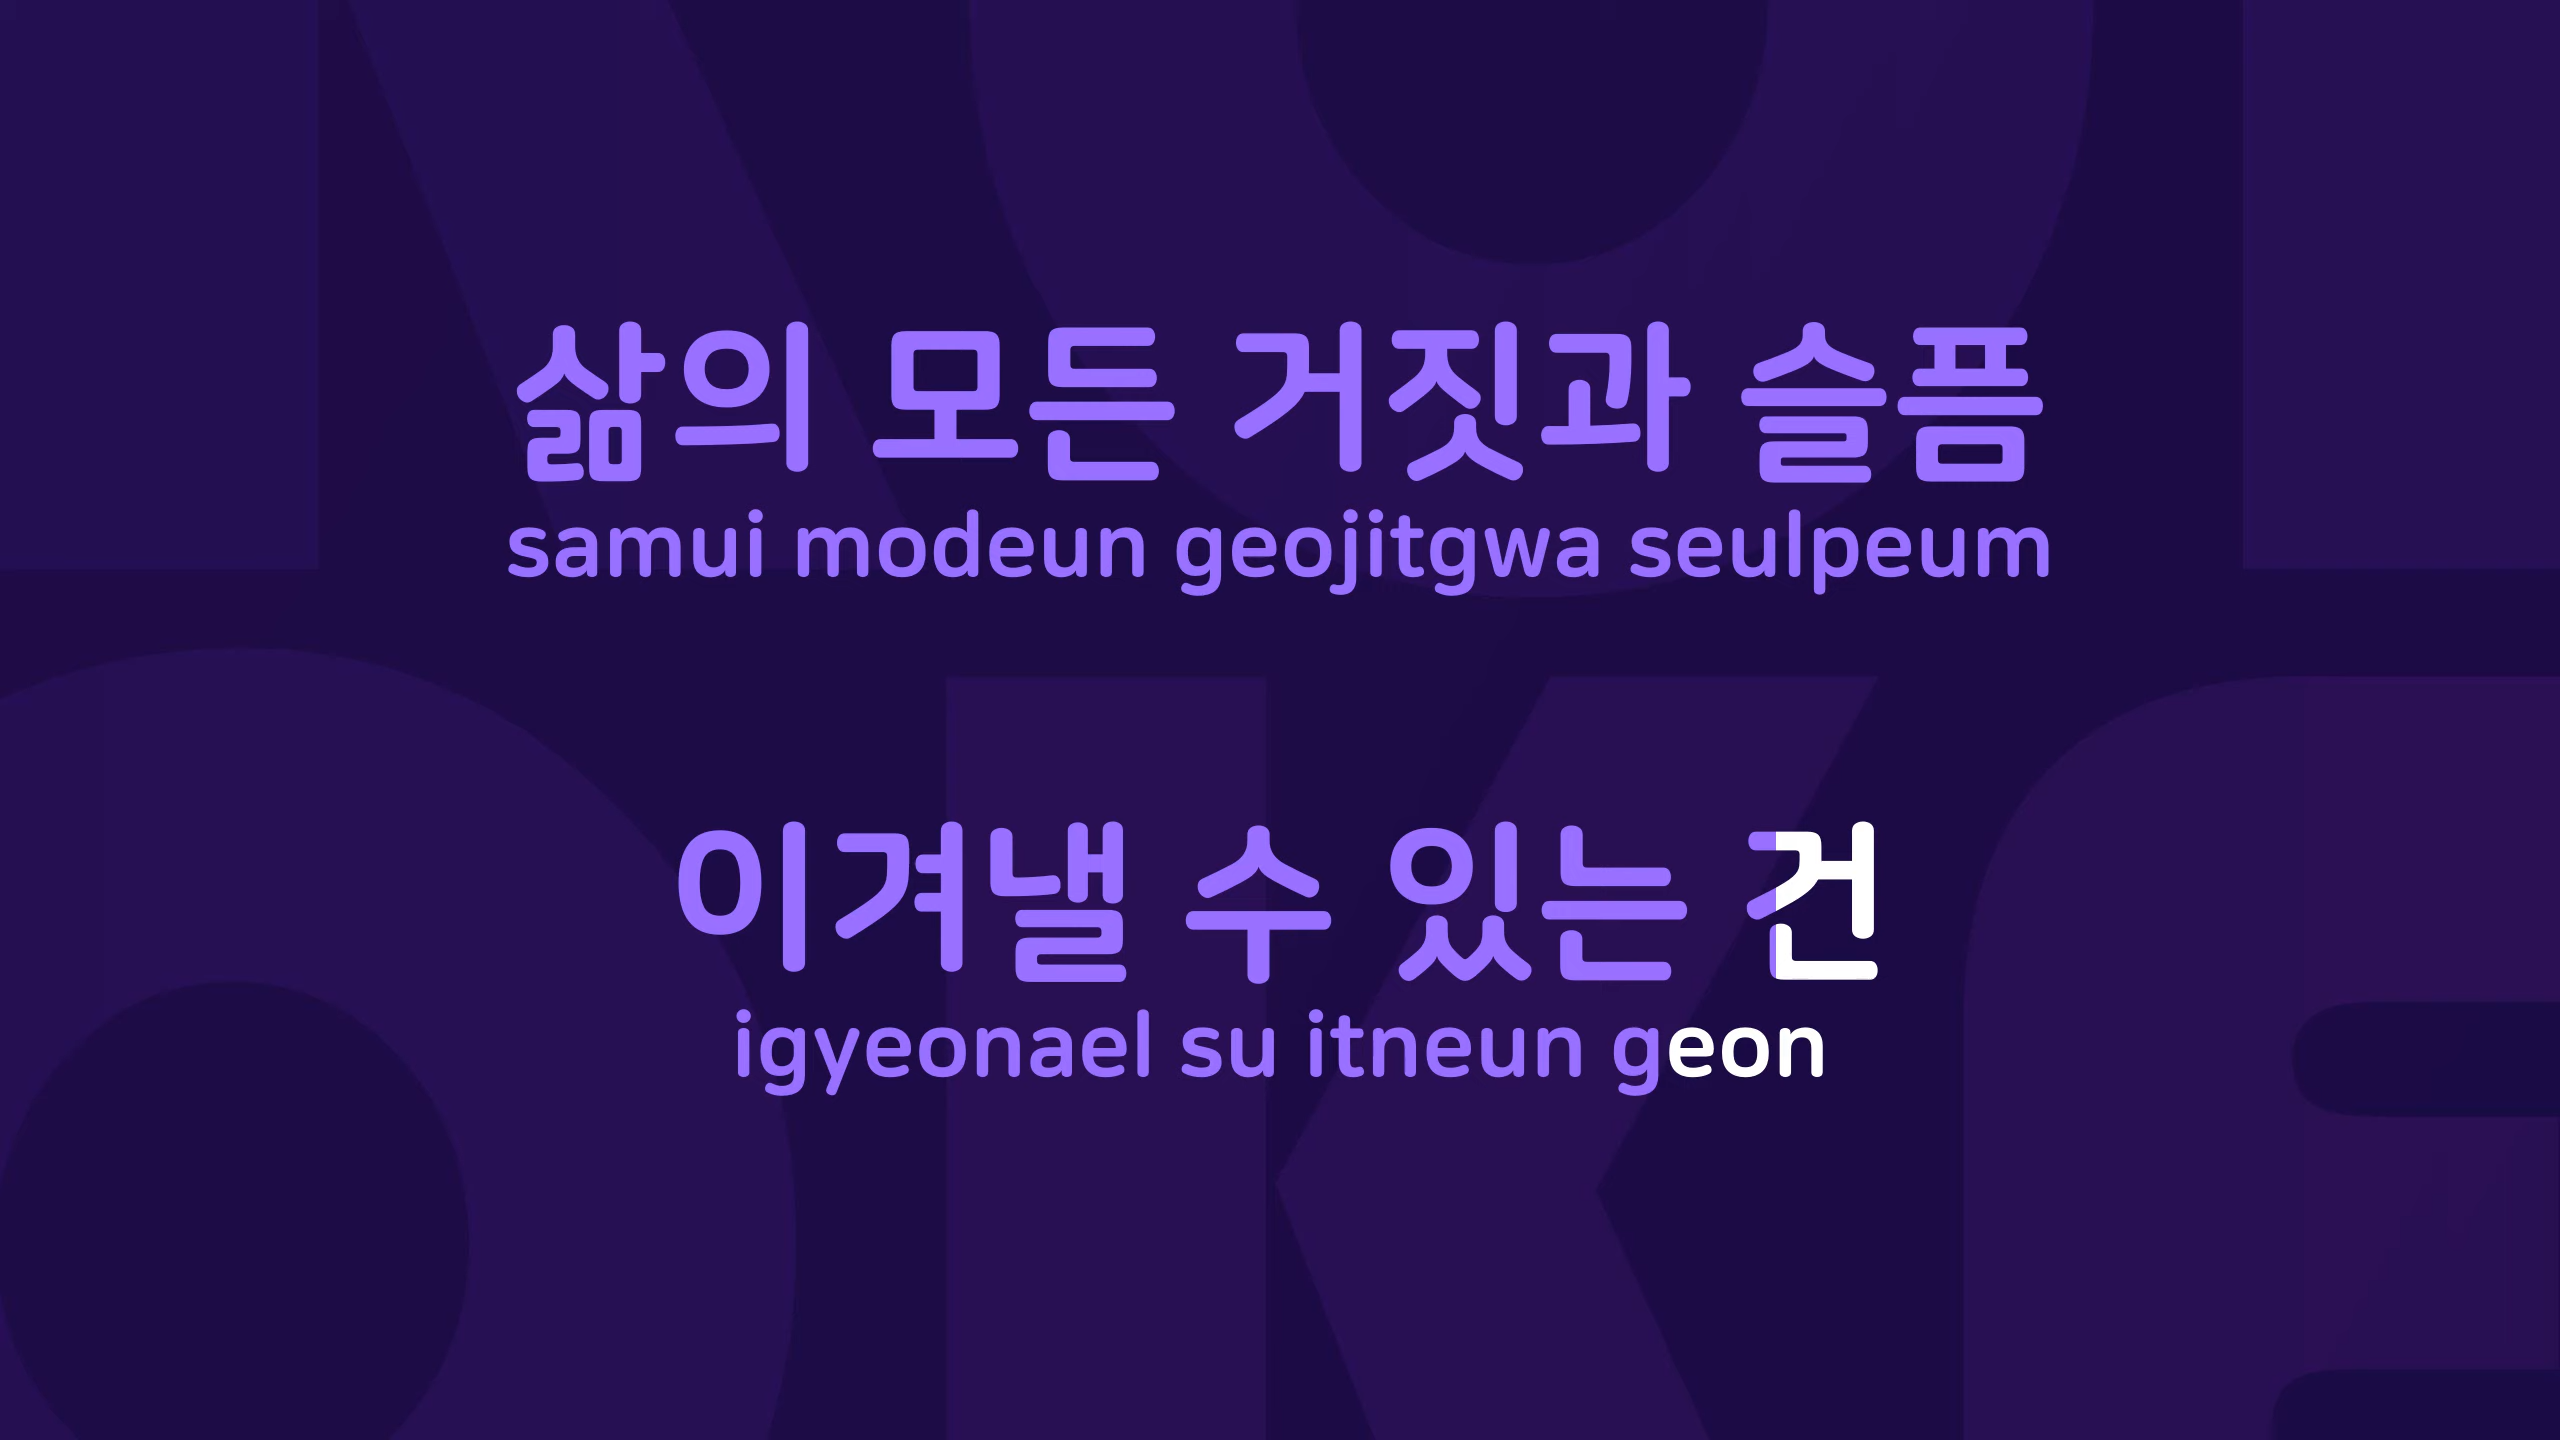 삶의 모든 거짓과 슬픔
samui modeun geojitgwa seulpeum
이겨낼 수 있는 건
igyeonael su itneun geon